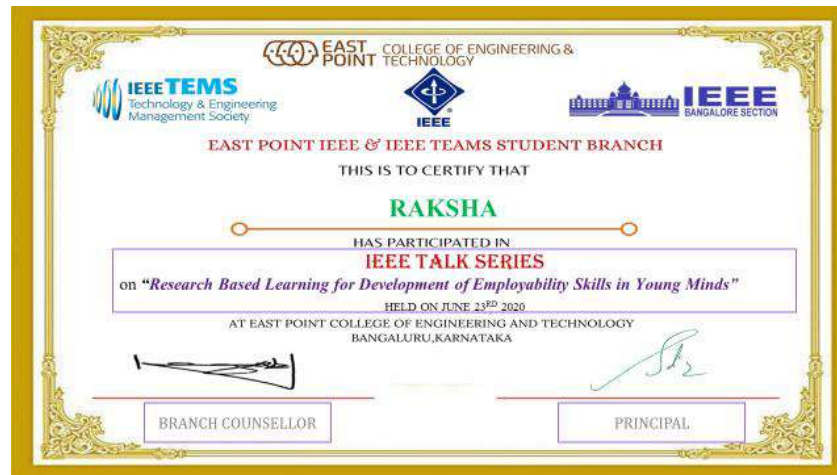 EAST POINT COLLEGE OF ENGINEERING & TECHNOLOGY
IEEE TEMS
Technology & Engineering
Management Society
IEEE
IEEE
BANGALORE SECTION
EAST POINT IEEE & IEEE TEAMS STUDENT BRANCH
THIS IS TO CERTIFY THAT
RAKSHA
HAS PARTICIPATED IN
IEEE TALK SERIES
on “Research Based Learning for Development of Employability Skills in Young Minds”
HELD ON JUNE 23RD 2020
AT EAST POINT COLLEGE OF ENGINEERING AND TECHNOLOGY
BANGALURU,KARNATAKA
BRANCH COUNSELLOR
PRINCIPAL